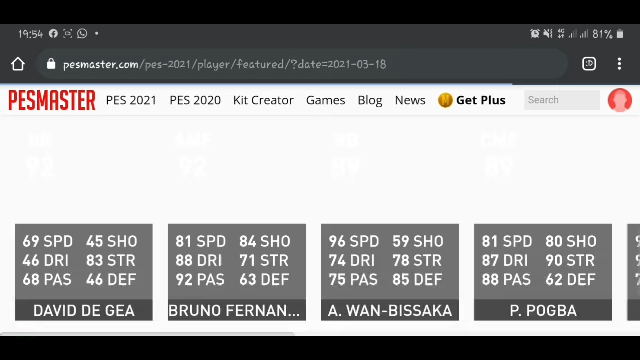 19:54 81%
pesmaster.com/pes-2021/player/featured/?date=2021-03-18
PESMASTER PES 2021 PES 2020 Kit Creator Games Blog News Get Plus Search
92 92 89 89
69 SPD 45 SHO 81 SPD 84 SHO 96 SPD 59 SHO 81 SPD 80 SHO
46 DRI 83 STR 88 DRI 71 STR 74 DRI 78 STR 87 DRI 90 STR
68 PAS 46 DEF 92 PAS 63 DEF 75 PAS 85 DEF 88 PAS 62 DEF
DAVID DE GEA BRUNO FERNAN... A. WAN-BISSAKA P. POGBA